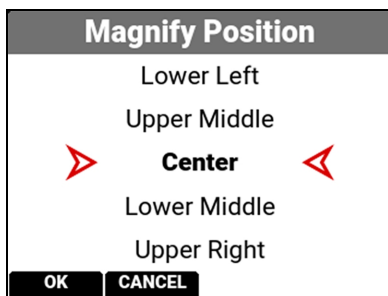 Magnify Position
Lower Left
Upper Middle
Center
Lower Middle
Upper Right
OK CANCEL